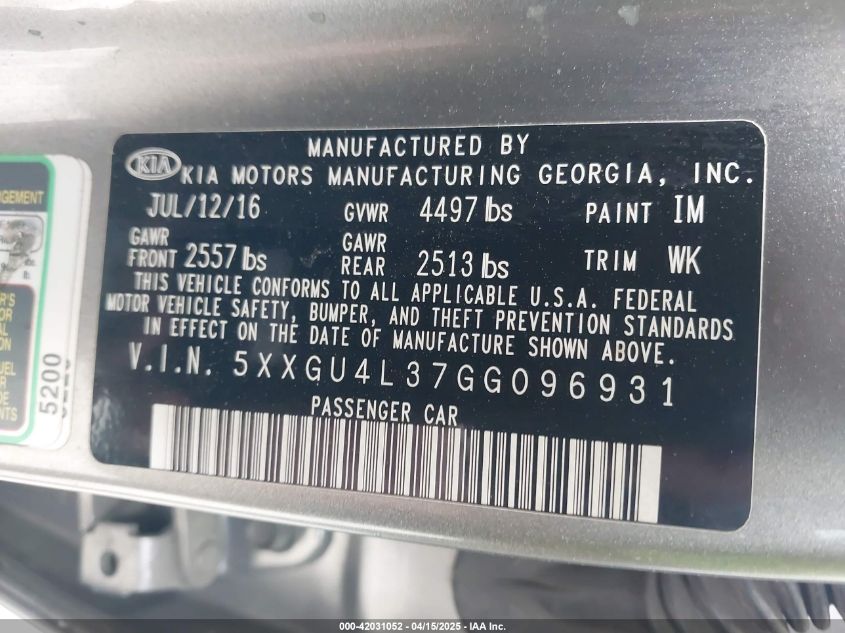 MANUFACTURED BY
KIA KIA MOTORS MANUFACTURING GEORGIA, INC.
JUL/12/16 GVWR 4497 lbs PAINT IM
GAWR FRONT 2557 lbs GAWR REAR 2513 lbs TRIM WK
THIS VEHICLE CONFORMS TO ALL APPLICABLE U.S.A. FEDERAL
MOTOR VEHICLE SAFETY, BUMPER, AND THEFT PREVENTION STANDARDS
IN EFFECT ON THE DATE OF MANUFACTURE SHOWN ABOVE.
V.I.N. 5XXGU4L37GG096931
PASSENGER CAR
5200
000-42031052 - 04/15/2025 - IAA Inc.